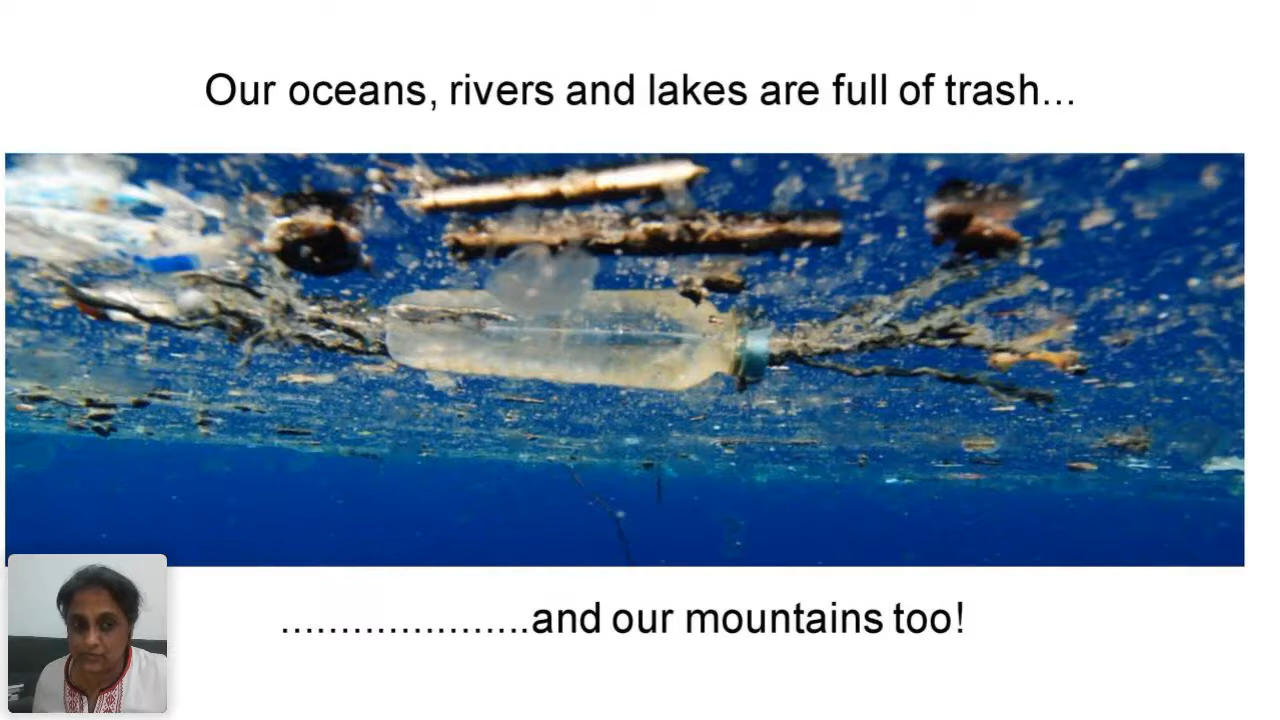 Our oceans, rivers and lakes are full of trash...
.....................and our mountains too!